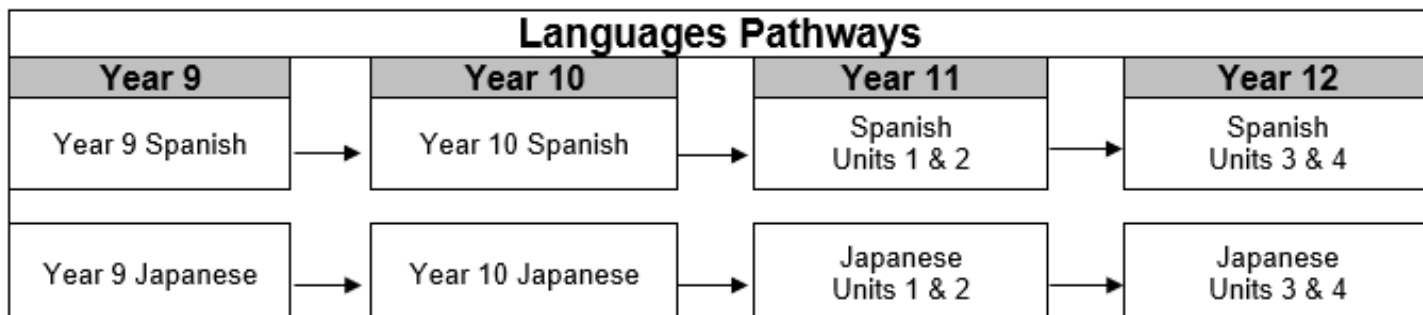 Languages Pathways
Year 9 Year 10 Year 11 Year 12
Year 9 Spanish
Year 10 Spanish
Spanish
Units 1 & 2
Spanish
Units 3 & 4
Year 9 Japanese
Year 10 Japanese
Japanese
Units 1 & 2
Japanese
Units 3 & 4